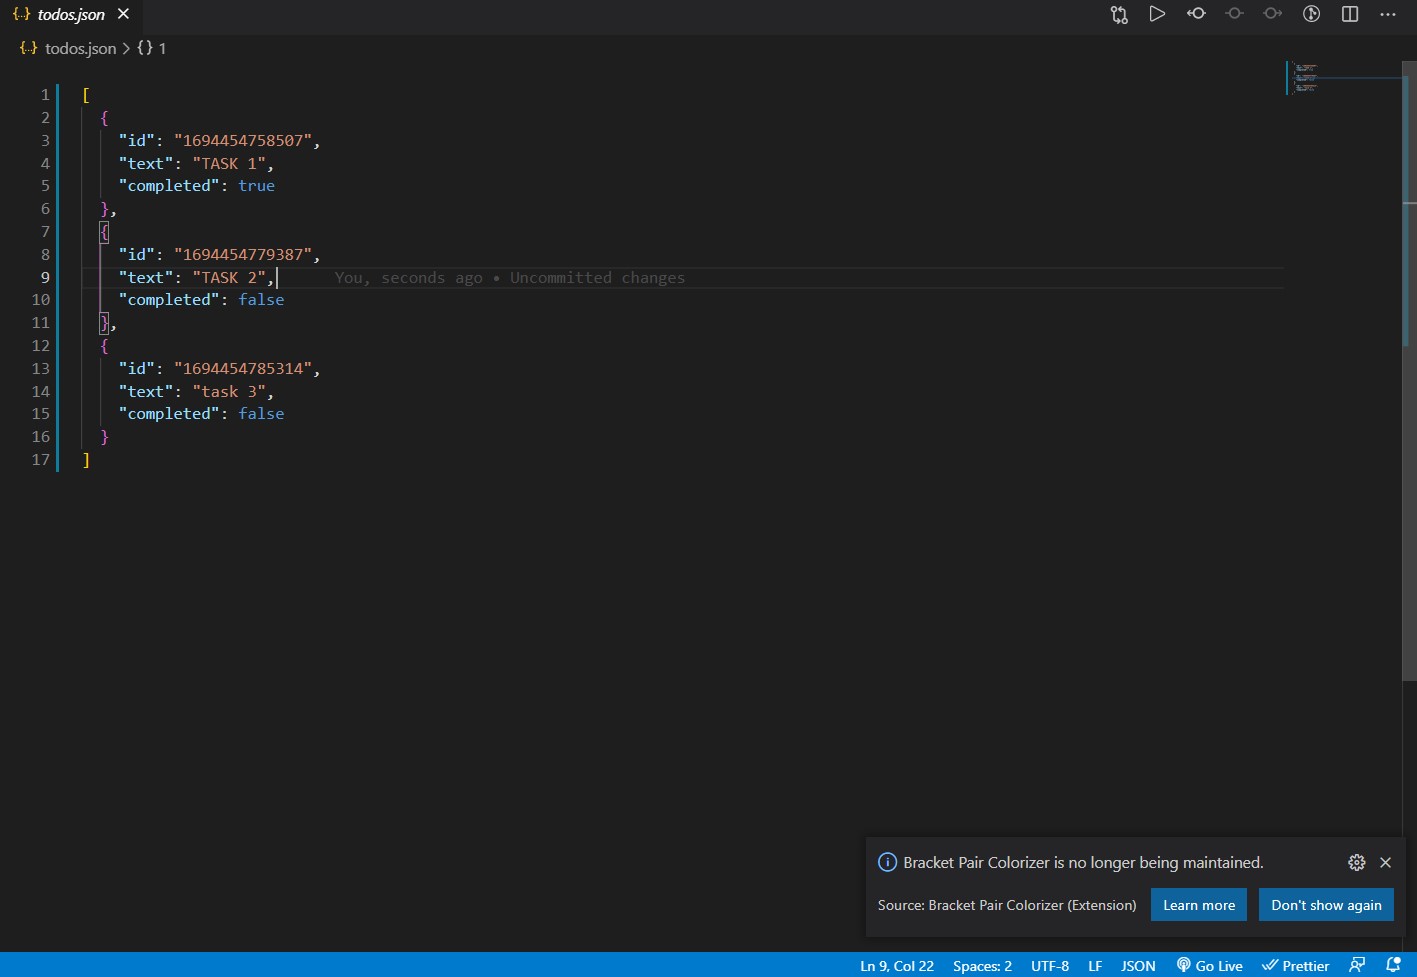 {..} todos.json
{..} todos.json > {} 1
1 [
2 {
3 "id": "1694454758507",
4 "text": "TASK 1",
5 "completed": true
6 },
7 {
8 "id": "1694454779387",
9 "text": "TASK 2", You, seconds ago • Uncommitted changes
10 "completed": false
11 },
12 {
13 "id": "1694454785314",
14 "text": "task 3",
15 "completed": false
16 }
17 ]
Bracket Pair Colorizer is no longer being maintained.
Source: Bracket Pair Colorizer (Extension) Learn more Don't show again
Ln 9, Col 22 Spaces: 2 UTF-8 LF JSON Go Live Prettier